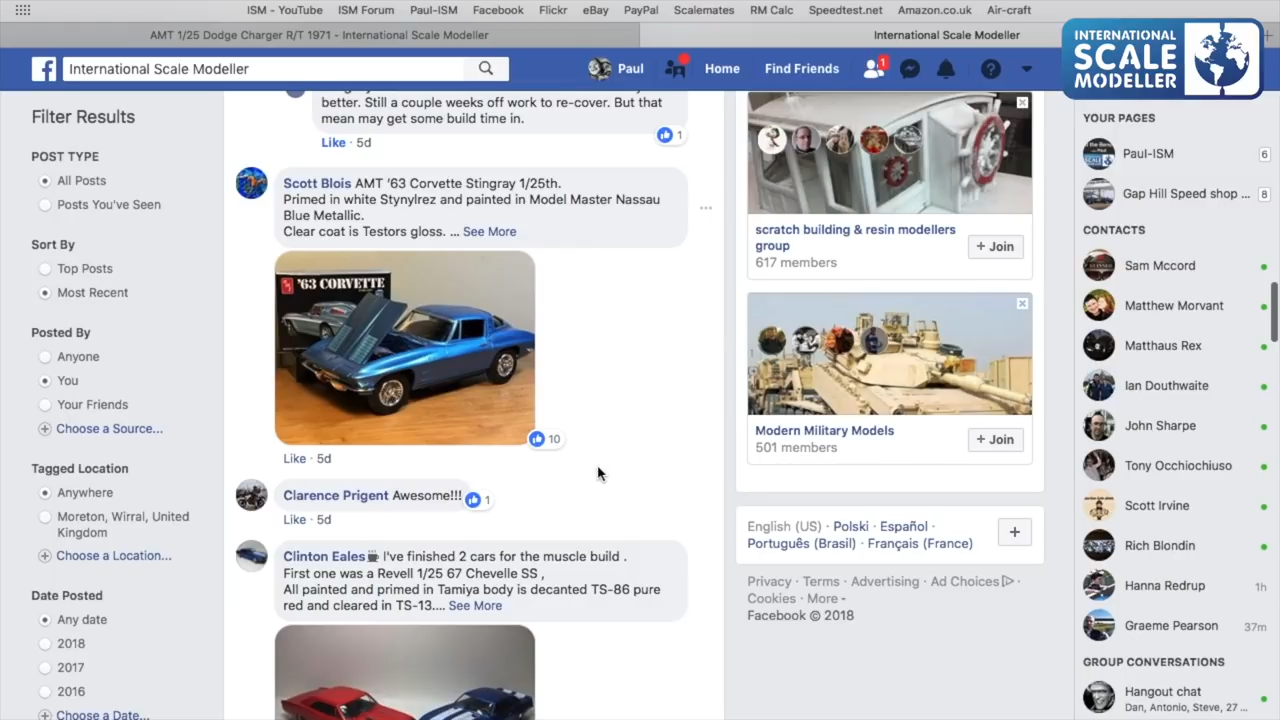 ISM - YouTube ISM Forum Paul-ISM Facebook Flickr eBay PayPal Scalemates RM Calc Speedtest.net Amazon.co.uk Air-craft
AMT 1/25 Dodge Charger R/T 1971 - International Scale Modeller
International Scale Modeller
INTERNATIONAL
SCALE
MODELLER
International Scale Modeller
Paul
Home
Find Friends
1
Filter Results
POST TYPE
All Posts
Posts You've Seen
Sort By
Top Posts
Most Recent
Posted By
Anyone
You
Your Friends
Choose a Source...
Tagged Location
Anywhere
Moreton, Wirral, United
Kingdom
Choose a Location...
Date Posted
Any date
2018
2017
2016
Choose a Date...
better. Still a couple weeks off work to re-cover. But that
mean may get some build time in.
1
Like · 5d
Scott Blois AMT '63 Corvette Stingray 1/25th.
Primed in white Stynylrez and painted in Model Master Nassau
Blue Metallic.
Clear coat is Testors gloss. ... See More
'63 CORVETTE
10
Like · 5d
Clarence Prigent Awesome!!!
1
Like · 5d
Clinton Eales I've finished 2 cars for the muscle build .
First one was a Revell 1/25 67 Chevelle SS ,
All painted and primed in Tamiya body is decanted TS-86 pure
red and cleared in TS-13.... See More
scratch building & resin modellers
group
617 members
+ Join
Modern Military Models
501 members
+ Join
English (US) · Polski · Español ·
Português (Brasil) · Français (France)
Privacy · Terms · Advertising · Ad Choices ·
Cookies · More
Facebook © 2018
YOUR PAGES
Paul-ISM 6
Gap Hill Speed shop ... 8
CONTACTS
Sam Mccord
Matthew Morvant
Matthaus Rex
Ian Douthwaite
John Sharpe
Tony Occhiochiuso
Scott Irvine
Rich Blondin
Hanna Redrup 1h
Graeme Pearson 37m
GROUP CONVERSATIONS
Hangout chat
Dan, Antonio, Steve, 27 ...